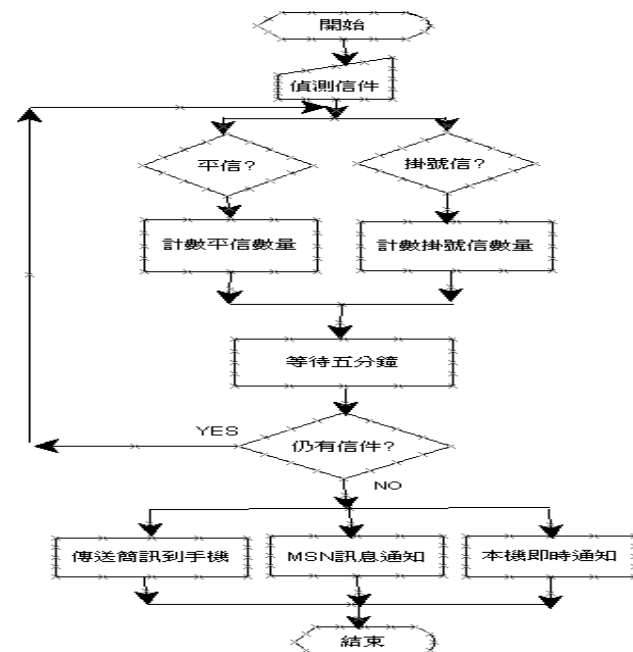 開始
偵測信件
平信?
掛號信?
計數平信數量
計數掛號信數量
等待五分鐘
YES
仍有信件?
NO
傳送簡訊到手機
MSN訊息通知
本機即時通知
結束